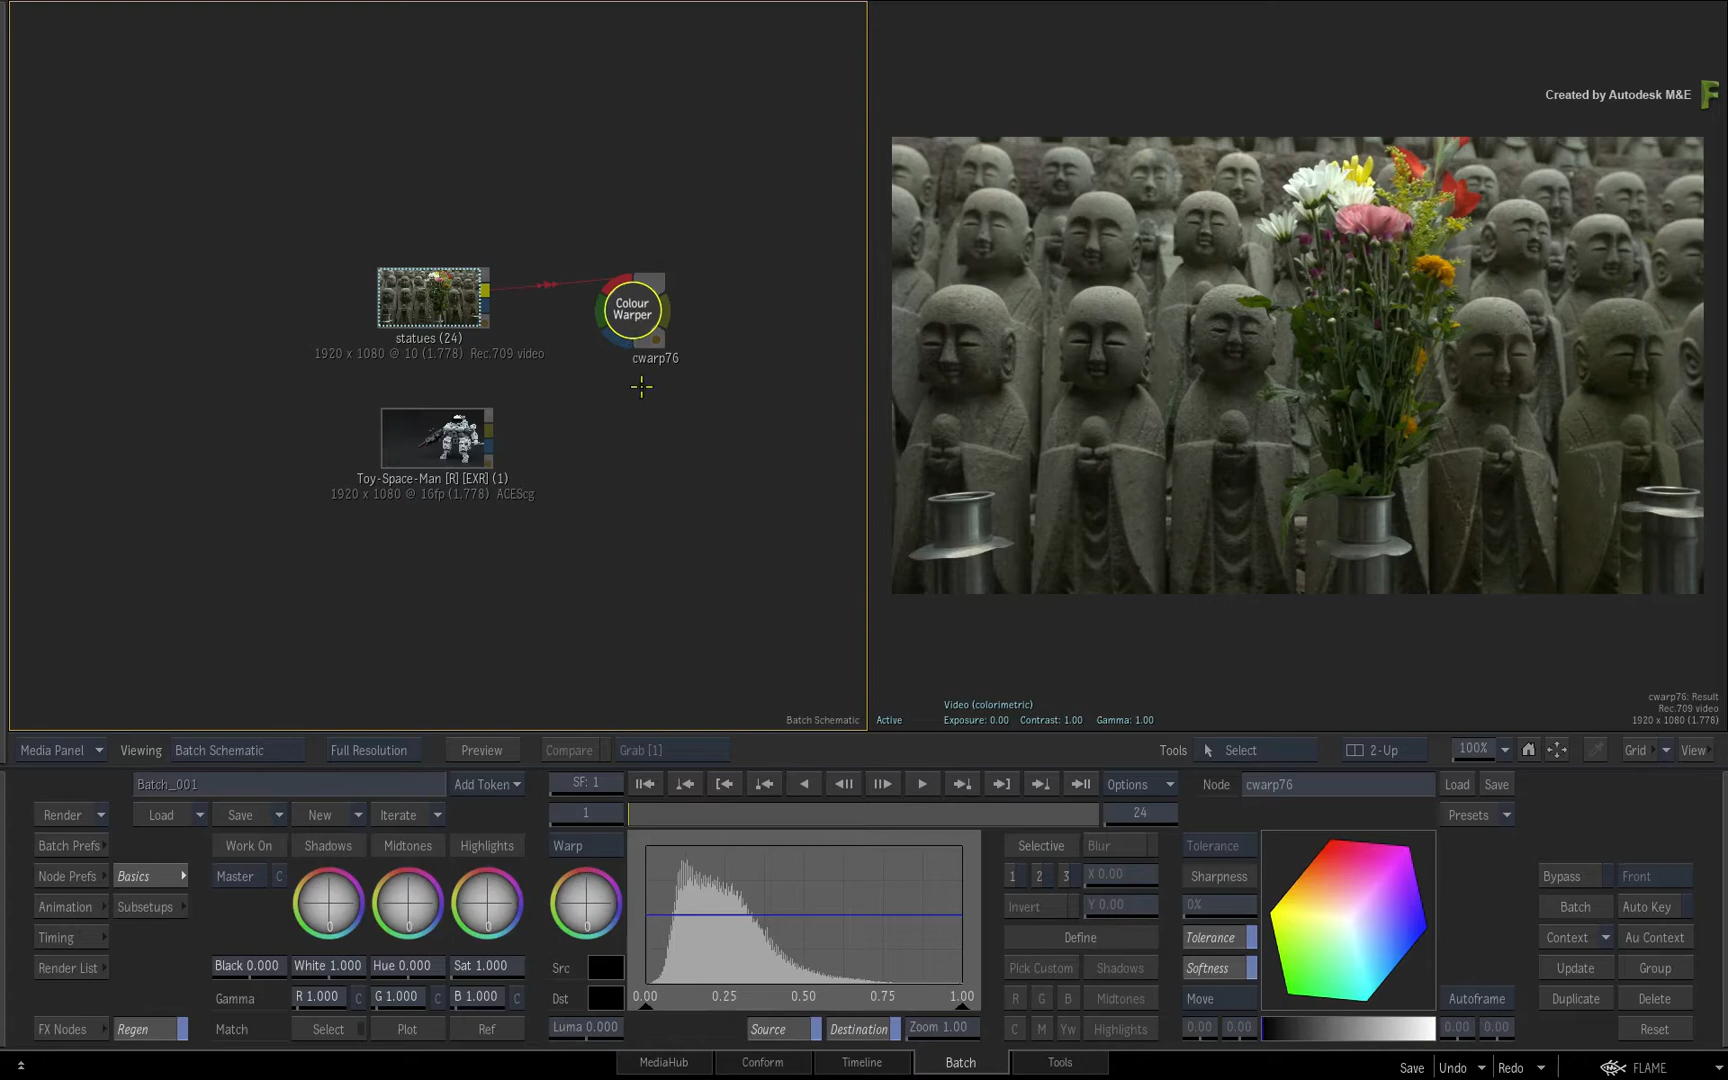 Created by Autodesk M&E
Colour
Warper
cwarp76
statues (24)
1920 x 1080 @ 10 (1.778) Rec.709 video
Toy-Space-Man [R] [EXR] (1)
1920 x 1080 @ 16fp (1.778) ACEScg
Batch Schematic
Video (colorimetric)
Active Exposure: 0.00 Contrast: 1.00 Gamma: 1.00
cwarp76: Result
Rec.709 video
1920 x 1080 (1.778)
Media Panel Viewing Batch Schematic Full Resolution Preview Compare Grab [1] Tools Select 2-Up 100% Grid View
Batch_001 Add Token SF: 1 Options Node cwarp76 Load Save
Render Load Save New Iterate 1 24 Presets
Batch Prefs Work On Shadows Midtones Highlights Warp Selective Blur Tolerance
Node Prefs Basics Master C 1 2 3 X 0.00 Sharpness Bypass Front
Animation Subsetups 0 0 0 0 Invert Y 0.00 0% Batch Auto Key
Timing Define Tolerance Context Au Context
Render List Black 0.000 White 1.000 Hue 0.000 Sat 1.000 Src Pick Custom Shadows Softness Update Group
Gamma R 1.000 C G 1.000 C B 1.000 C Dst 0.00 0.25 0.50 0.75 1.00 R G B Midtones Move Autoframe Duplicate Delete
FX Nodes Regen Match Select Plot Ref Luma 0.000 Source Destination Zoom 1.00 C M Yw Highlights 0.00 0.00 0.00 0.00 Reset
MediaHub Conform Timeline Batch Tools Save Undo Redo FLAME